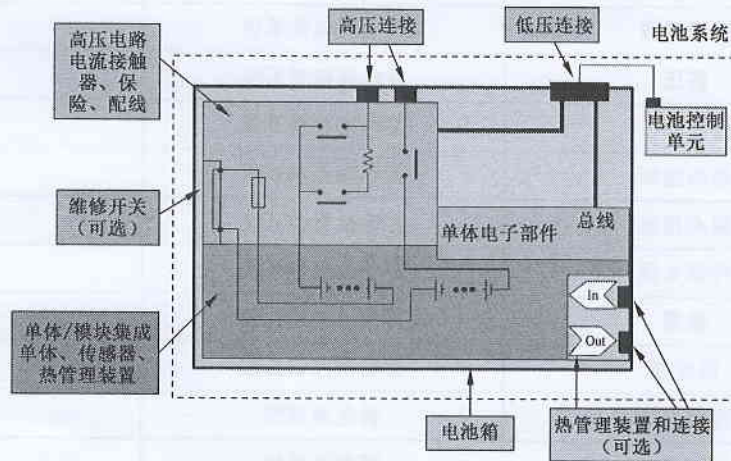 高压电路
电流接触
器、保
险、配线
高压连接
低压连接
电池系统
电池控制
单元
维修开关
（可选）
单体电子部件
总线
In
Out
单体/模块集成
单体、传感器、
热管理装置
电池箱
热管理装置和连接
（可选）